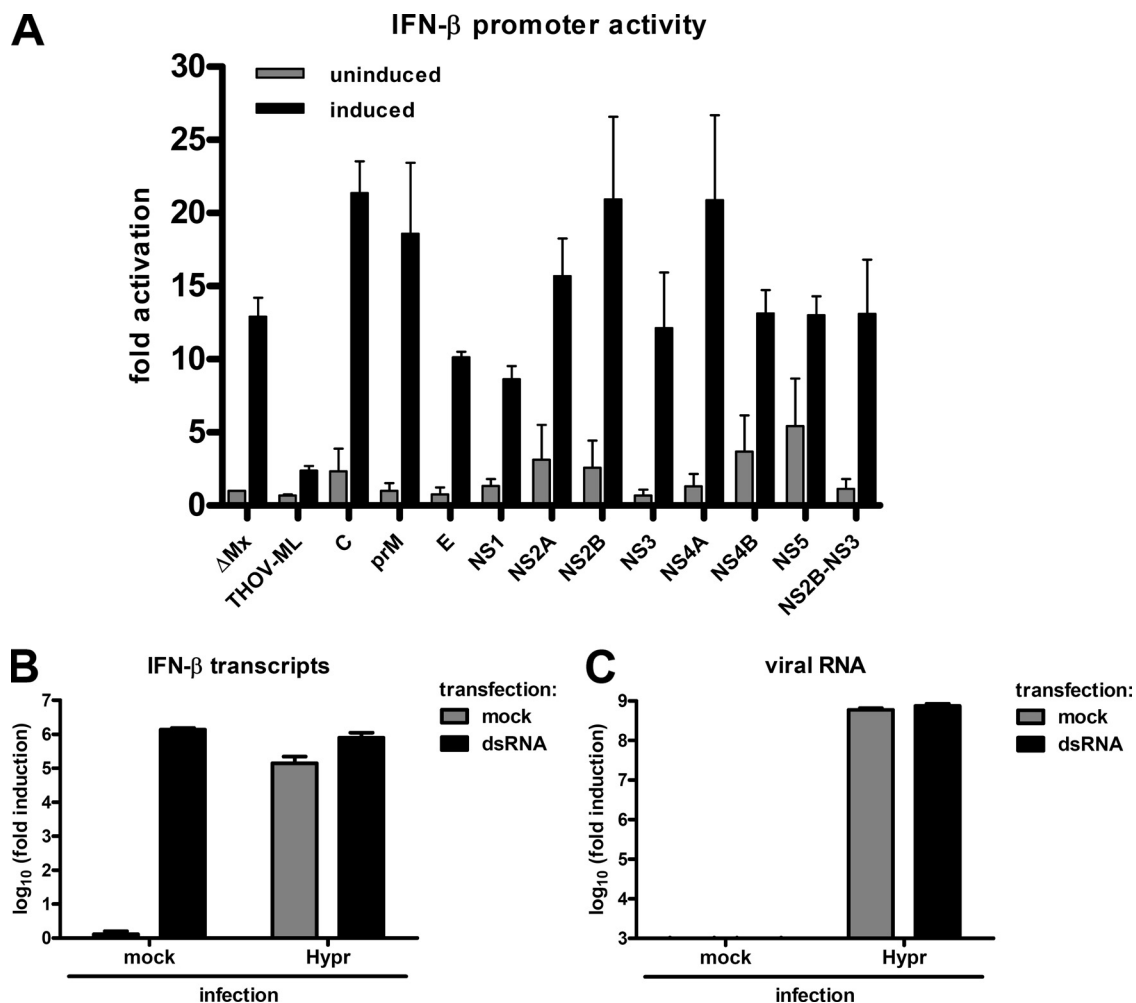 A
IFN-β promoter activity
uninduced
induced
fold activation
30
25
20
15
10
5
0
ΔMx
THOV-ML
C
prM
E
NS1
NS2A
NS2B
NS3
NS4A
NS4B
NS5
NS2B-NS3
B
IFN-β transcripts
transfection:
mock
dsRNA
log10 (fold induction)
7
6
5
4
3
2
1
0
mock
Hypr
infection
C
viral RNA
transfection:
mock
dsRNA
log10 (fold induction)
9
8
7
6
5
4
3
mock
Hypr
infection